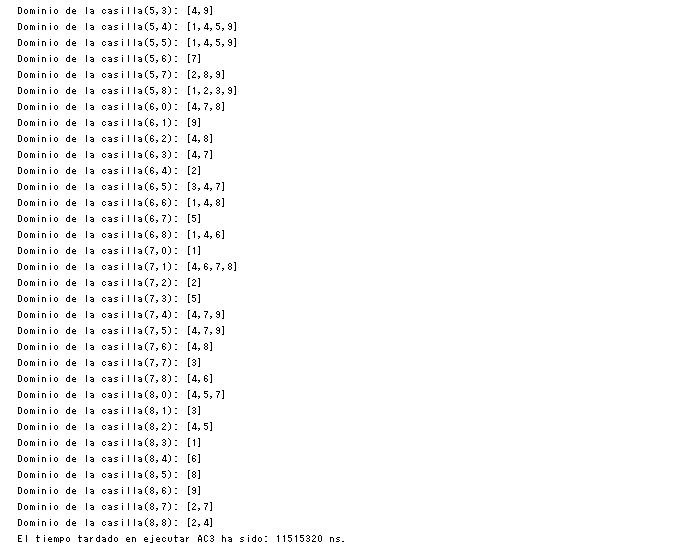 Dominio de la casilla(5,3): [4,9]
Dominio de la casilla(5,4): [1,4,5,9]
Dominio de la casilla(5,5): [1,4,5,9]
Dominio de la casilla(5,6): [7]
Dominio de la casilla(5,7): [2,8,9]
Dominio de la casilla(5,8): [1,2,3,9]
Dominio de la casilla(6,0): [4,7,8]
Dominio de la casilla(6,1): [9]
Dominio de la casilla(6,2): [4,8]
Dominio de la casilla(6,3): [4,7]
Dominio de la casilla(6,4): [2]
Dominio de la casilla(6,5): [3,4,7]
Dominio de la casilla(6,6): [1,4,8]
Dominio de la casilla(6,7): [5]
Dominio de la casilla(6,8): [1,4,6]
Dominio de la casilla(7,0): [1]
Dominio de la casilla(7,1): [4,6,7,8]
Dominio de la casilla(7,2): [2]
Dominio de la casilla(7,3): [5]
Dominio de la casilla(7,4): [4,7,9]
Dominio de la casilla(7,5): [4,7,9]
Dominio de la casilla(7,6): [4,8]
Dominio de la casilla(7,7): [3]
Dominio de la casilla(7,8): [4,6]
Dominio de la casilla(8,0): [4,5,7]
Dominio de la casilla(8,1): [3]
Dominio de la casilla(8,2): [4,5]
Dominio de la casilla(8,3): [1]
Dominio de la casilla(8,4): [6]
Dominio de la casilla(8,5): [8]
Dominio de la casilla(8,6): [9]
Dominio de la casilla(8,7): [2,7]
Dominio de la casilla(8,8): [2,4]
El tiempo tardado en ejecutar AC3 ha sido: 11515320 ns.